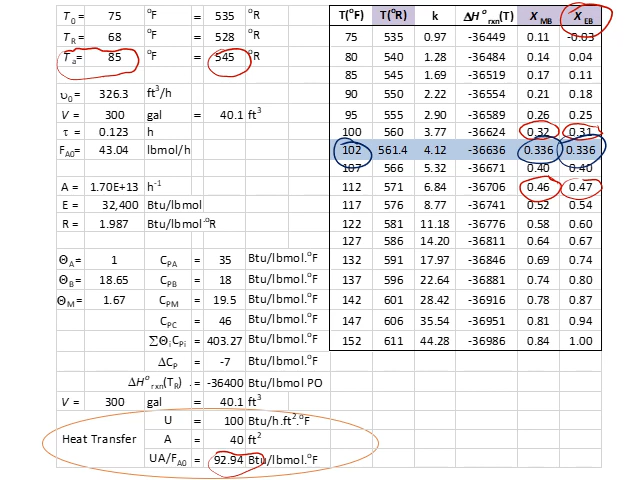 T0 = 75 °F = 535 °R
TR = 68 °F = 528 °R
Ta= 85 °F = 545 °R
υ0 = 326.3 ft3/h
V = 300 gal = 40.1 ft3
τ = 0.123 h
FA0= 43.04 lbmol/h
A = 1.70E+13 h-1
E = 32,400 Btu/lbmol
R = 1.987 Btu/lbmol·°R
ΘA= 1 CPA = 35 Btu/lbmol.°F
ΘB= 18.65 CPB = 18 Btu/lbmol.°F
ΘM= 1.67 CPM = 19.5 Btu/lbmol.°F
CPC = 46 Btu/lbmol.°F
∑ΘiCPi = 403.27 Btu/lbmol.°F
ΔCP = -7 Btu/lbmol.°F
ΔH°rxn(TR) = -36400 Btu/lbmol PO
V = 300 gal = 40.1 ft3
U = 100 Btu/h.ft2.°F
Heat Transfer A = 40 ft2
UA/FA0 = 92.94 Btu/lbmol.°F
T(°F) T(°R) k ΔH°rxn(T) XMB XEB
75 535 0.97 -36449 0.11 -0.03
80 540 1.28 -36484 0.14 0.04
85 545 1.69 -36519 0.17 0.11
90 550 2.22 -36554 0.21 0.18
95 555 2.90 -36589 0.26 0.25
100 560 3.77 -36624 0.32 0.31
102 561.4 4.12 -36636 0.336 0.336
107 566 5.32 -36671 0.40 0.40
112 571 6.84 -36706 0.46 0.47
117 576 8.77 -36741 0.52 0.54
122 581 11.18 -36776 0.58 0.60
127 586 14.20 -36811 0.64 0.67
132 591 17.97 -36846 0.69 0.74
137 596 22.64 -36881 0.74 0.80
142 601 28.42 -36916 0.78 0.87
147 606 35.54 -36951 0.81 0.94
152 611 44.28 -36986 0.84 1.00